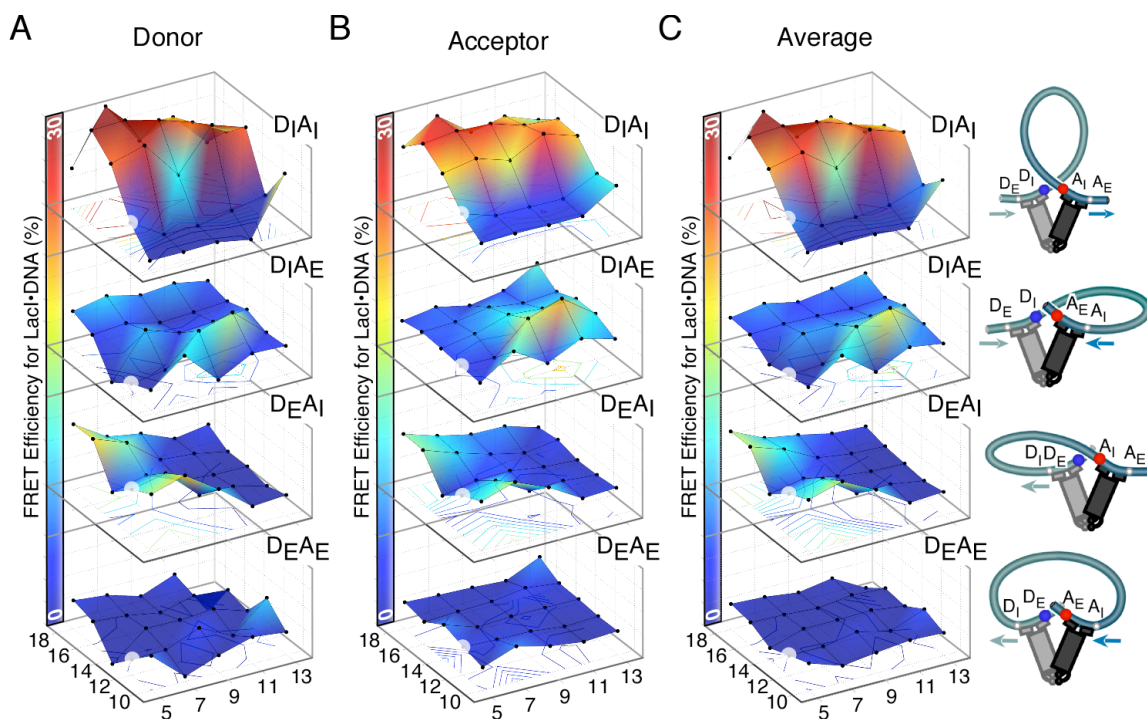 A
Donor
B
Acceptor
C
Average
FRET Efficiency for LacI•DNA (%)
30
0
DIAI
DIAE
DEAI
DEAE
18
16
14
12
10
5
7
9
11
13
FRET Efficiency for LacI•DNA (%)
30
0
DIAI
DIAE
DEAI
DEAE
18
16
14
12
10
5
7
9
11
13
FRET Efficiency for LacI•DNA (%)
30
0
DIAI
DIAE
DEAI
DEAE
18
16
14
12
10
5
7
9
11
13
DE DI AI AE
DE DI AE AI
DI DE AI AE
DI DE AE AI